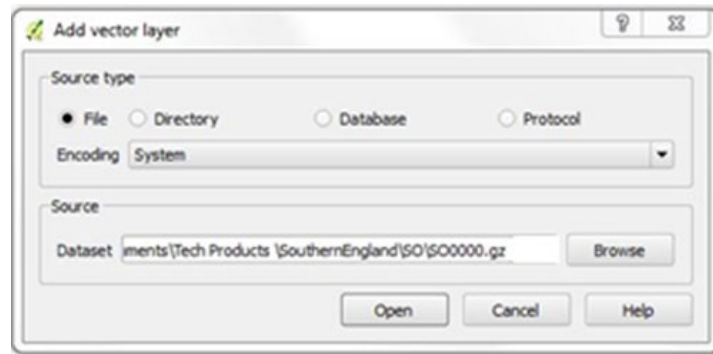 Add vector layer
Source type
File Directory Database Protocol
Encoding System
Source
Dataset ments\Tech Products \SouthernEngland\SO\SO0000.gz Browse
Open Cancel Help